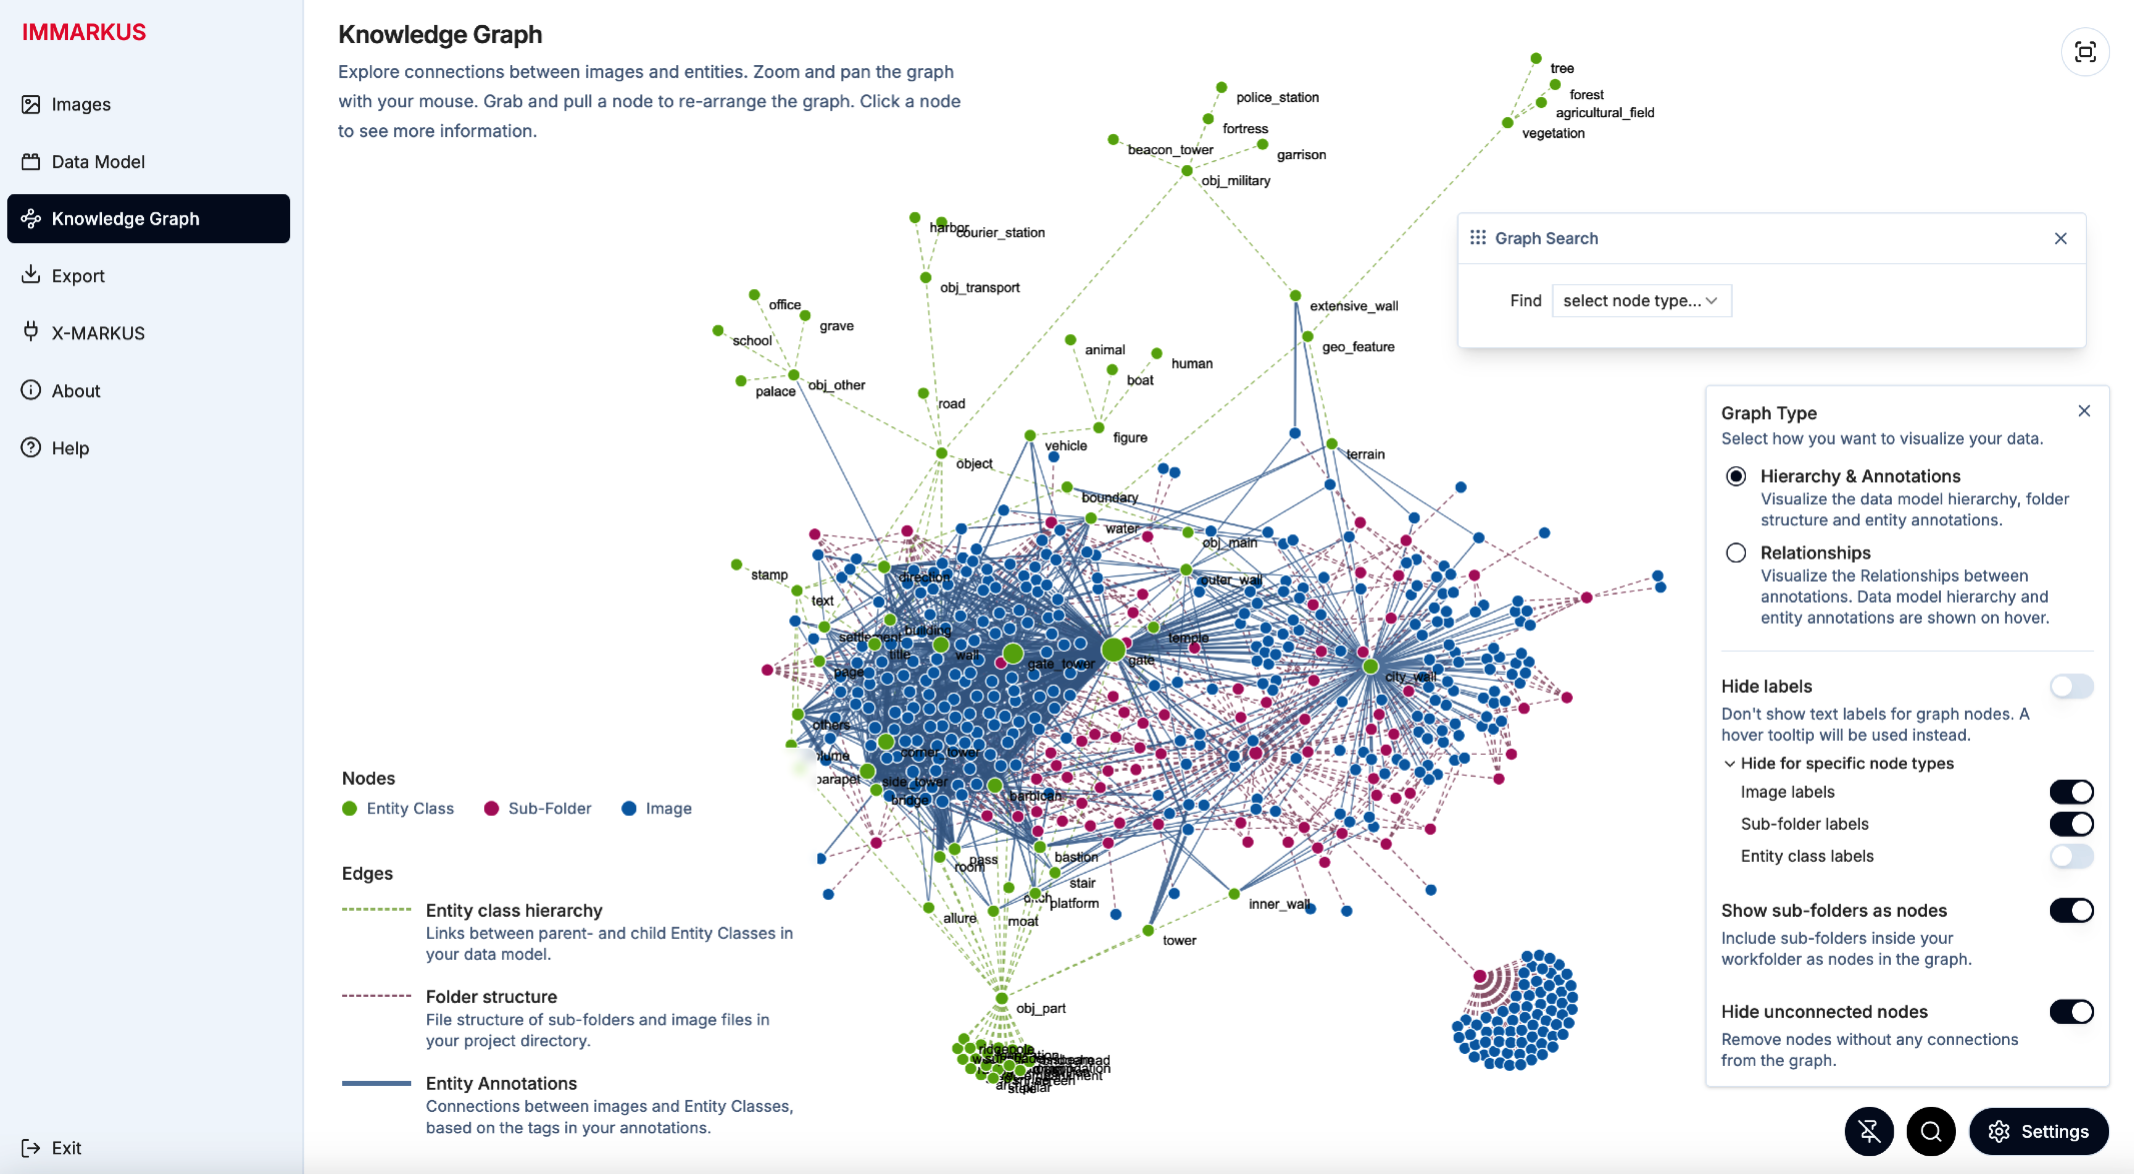 IMMARKUS
Images
Data Model
Knowledge Graph
Export
X-MARKUS
About
Help
Exit
Knowledge Graph
Explore connections between images and entities. Zoom and pan the graph
with your mouse. Grab and pull a node to re-arrange the graph. Click a node
to see more information.
tree
forest
agricultural_field
vegetation
police_station
fortress
beacon_tower
garrison
obj_military
harbor
courier_station
obj_transport
office
grave
school
palace
obj_other
road
animal
human
boat
figure
vehicle
object
extensive_wall
geo_feature
terrain
boundary
water
obj_main
outer_wall
stamp
text
direction
settlement
building
title
wall
gate_tower
gate
temple
city_wall
page
others
corner_tower
parapet
side_tower
bridge
barbican
pass
room
bastion
stair
platform
allure
moat
inner_wall
tower
obj_part
ridgepole
Graph Search
Find
select node type...
Graph Type
Select how you want to visualize your data.
Hierarchy & Annotations
Visualize the data model hierarchy, folder
structure and entity annotations.
Relationships
Visualize the Relationships between
annotations. Data model hierarchy and
entity annotations are shown on hover.
Hide labels
Don't show text labels for graph nodes. A
hover tooltip will be used instead.
Hide for specific node types
Image labels
Sub-folder labels
Entity class labels
Show sub-folders as nodes
Include sub-folders inside your
workfolder as nodes in the graph.
Hide unconnected nodes
Remove nodes without any connections
from the graph.
Settings
Nodes
Entity Class
Sub-Folder
Image
Edges
Entity class hierarchy
Links between parent- and child Entity Classes in
your data model.
Folder structure
File structure of sub-folders and image files in
your project directory.
Entity Annotations
Connections between images and Entity Classes,
based on the tags in your annotations.